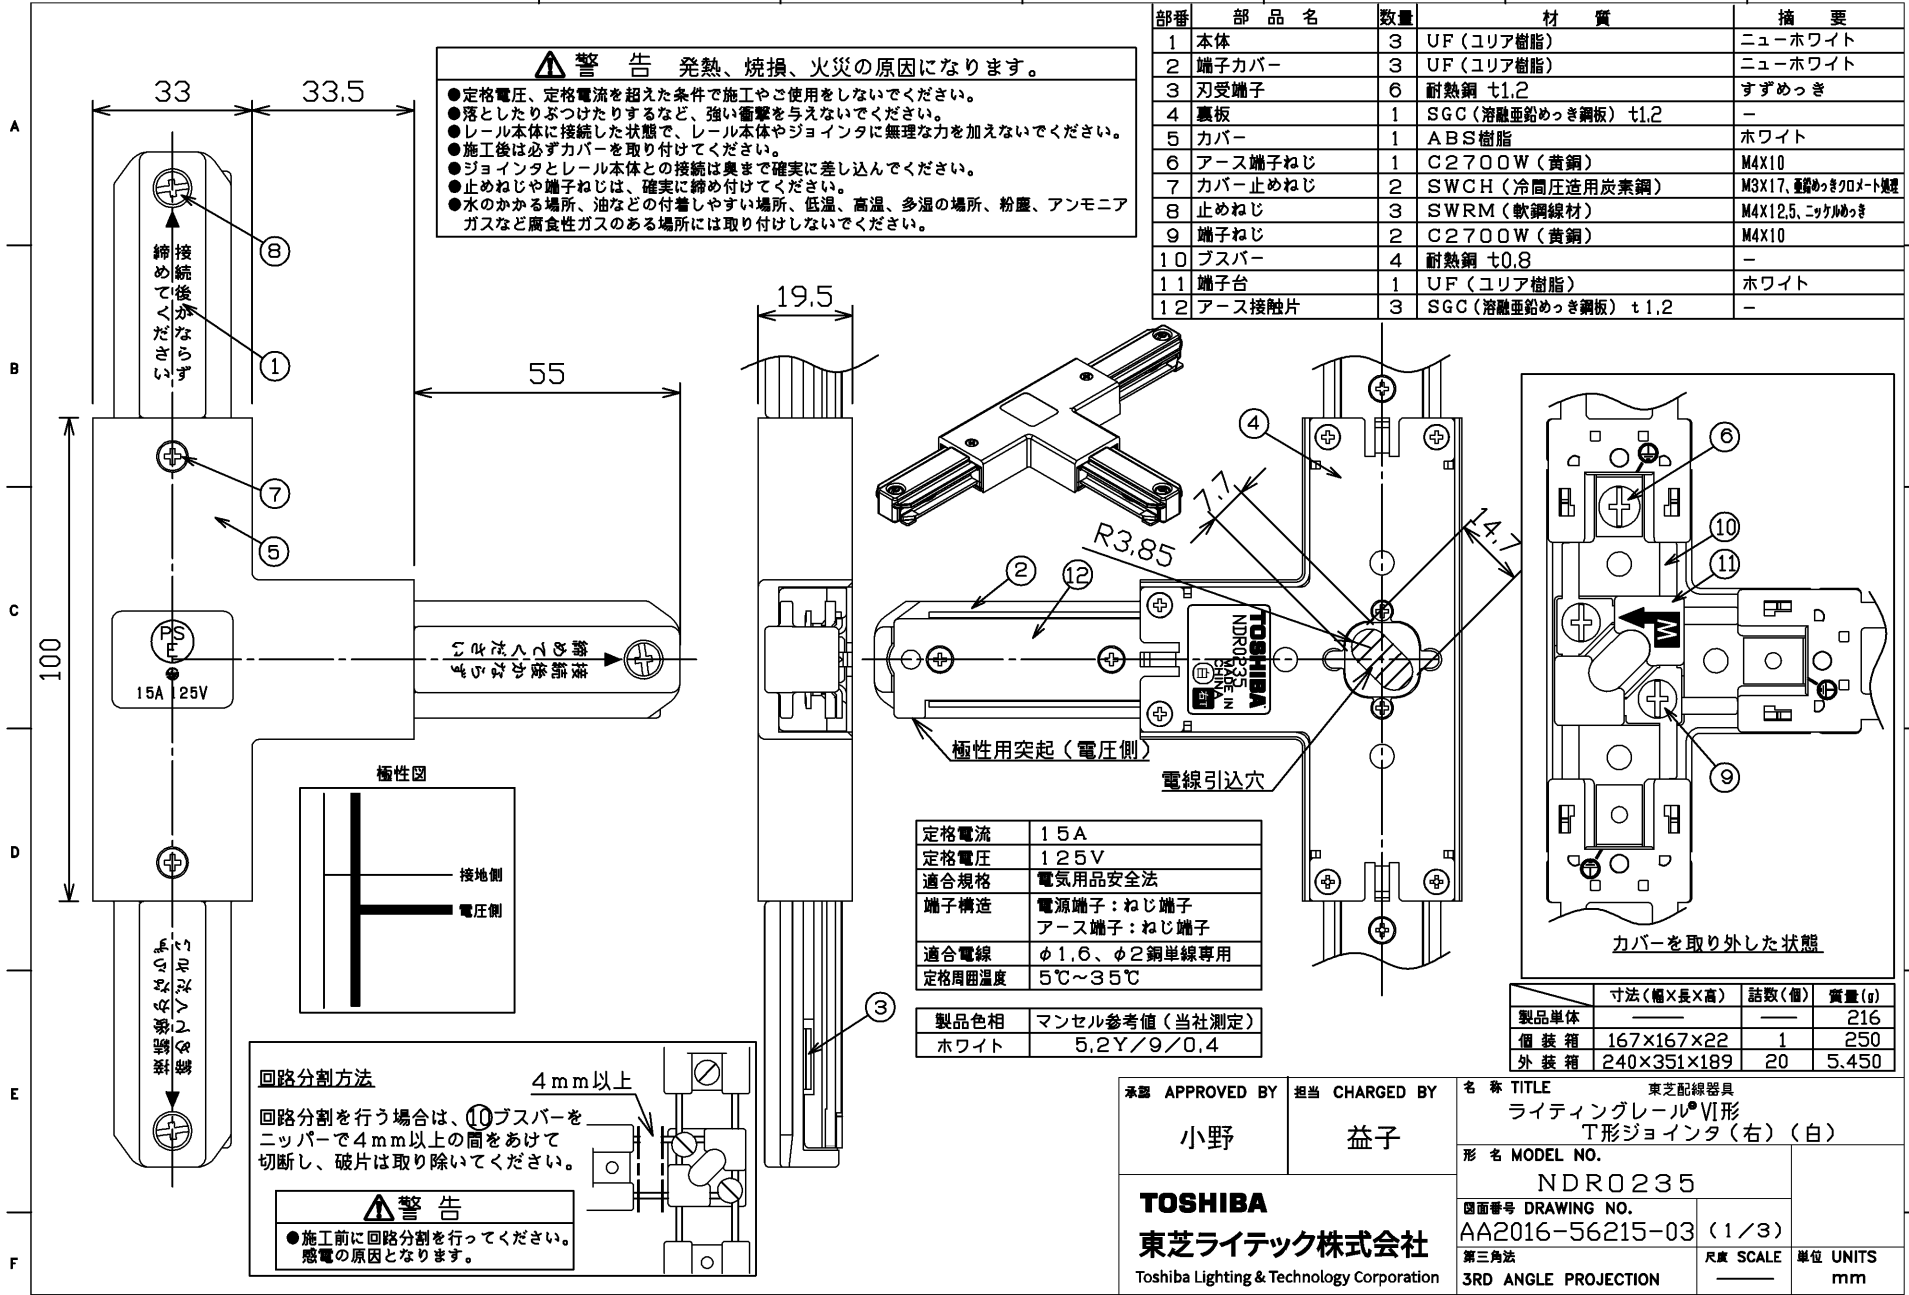 部番 部品名 数量 材質 摘要
1 本体 3 UF（ユリア樹脂） ニューホワイト
2 端子カバー 3 UF（ユリア樹脂） ニューホワイト
3 刃受端子 6 耐熱銅 t1.2 すずめっき
4 裏板 1 SGC（溶融亜鉛めっき鋼板） t1.2 －
5 カバー 1 ABS樹脂 ホワイト
6 アース端子ねじ 1 C2700W（黄銅） M4X10
7 カバー止めねじ 2 SWCH（冷間圧造用炭素鋼） M3X17、亜鉛めっきクロメート処理
8 止めねじ 3 SWRM（軟鋼線材） M4X12.5、ニッケルめっき
9 端子ねじ 2 C2700W（黄銅） M4X10
10 ブスバー 4 耐熱銅 t0.8 －
11 端子台 1 UF（ユリア樹脂） ホワイト
12 アース接触片 3 SGC（溶融亜鉛めっき鋼板） t1.2 －
警告 発熱、焼損、火災の原因になります。
●定格電圧、定格電流を超えた条件で施工やご使用をしないでください。
●落としたりぶつけたりするなど、強い衝撃を与えないでください。
●レール本体に接続した状態で、レール本体やジョインタに無理な力を加えないでください。
●施工後は必ずカバーを取り付けてください。
●ジョインタとレール本体との接続は奥まで確実に差し込んでください。
●止めねじや端子ねじは、確実に締め付けてください。
●水のかかる場所、油などの付着しやすい場所、低温、高温、多湿の場所、粉塵、アンモニア
ガスなど腐食性ガスのある場所には取り付けしないでください。
A
B
C
D
E
F
33
33.5
55
100
19.5
8
1
7
5
接続後かならず
締めてください
PS
E
15A 125V
接続後かならず
締めてください
接続後かならず
締めてください
3
4
2
12
R3.85
7.7
14.7
TOSHIBA
NDR0235
MADE IN
CHINA
白
右T
極性用突起（電圧側）
電線引込穴
6
10
11
M
9
カバーを取り外した状態
極性図
接地側
電圧側
定格電流 15A
定格電圧 125V
適合規格 電気用品安全法
端子構造 電源端子：ねじ端子
アース端子：ねじ端子
適合電線 φ1.6、φ2銅単線専用
定格周囲温度 5℃～35℃
製品色相 マンセル参考値（当社測定）
ホワイト 5.2Y／9／0.4
回路分割方法
4mm以上
回路分割を行う場合は、⑩ブスバーを
ニッパーで4mm以上の間をあけて
切断し、破片は取り除いてください。
警告
●施工前に回路分割を行ってください。
感電の原因となります。
寸法（幅×長×高） 詰数（個） 質量(g)
製品単体 ―― ―― 216
個装箱 167×167×22 1 250
外装箱 240×351×189 20 5.450
承認 APPROVED BY
小野
担当 CHARGED BY
益子
名称 TITLE 東芝配線器具
ライティングレール®VI形
T形ジョインタ（右）（白）
形名 MODEL NO.
NDR0235
図面番号 DRAWING NO.
AA2016-56215-03 (1/3)
第三角法
3RD ANGLE PROJECTION
尺度 SCALE
――
単位 UNITS
mm
TOSHIBA
東芝ライテック株式会社
Toshiba Lighting & Technology Corporation